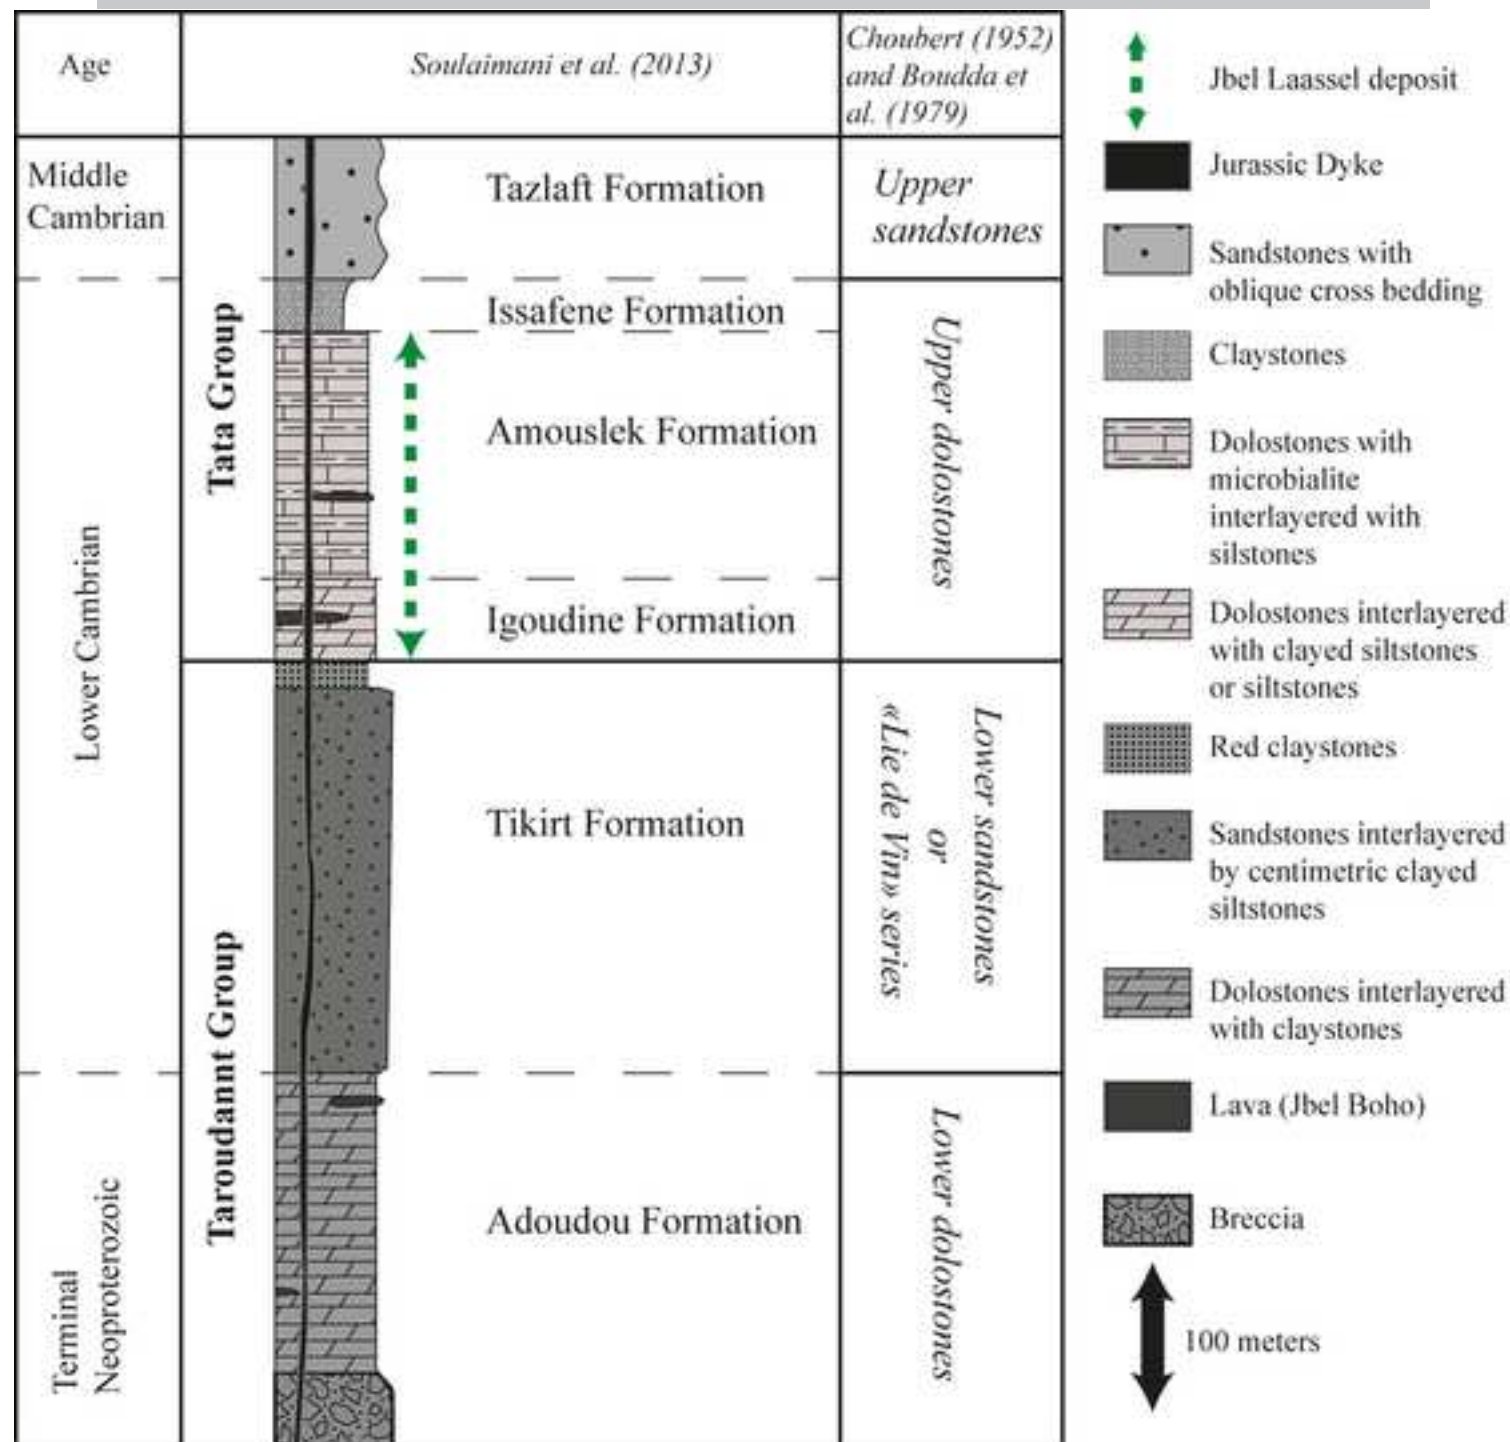 Age
Soulaimani et al. (2013)
Choubert (1952)
and Boudda et
al. (1979)
Middle
Cambrian
Lower Cambrian
Terminal
Neoproterozoic
Tata Group
Taroudannt Group
Tazlaft Formation
Issafene Formation
Amouslek Formation
Igoudine Formation
Tikirt Formation
Adoudou Formation
Upper
sandstones
Upper dolostones
Lower sandstones
or
«Lie de Vin» series
Lower dolostones
Jbel Laassel deposit
Jurassic Dyke
Sandstones with
oblique cross bedding
Claystones
Dolostones with
microbialite
interlayered with
silstones
Dolostones interlayered
with clayed siltstones
or siltstones
Red claystones
Sandstones interlayered
by centimetric clayed
siltstones
Dolostones interlayered
with claystones
Lava (Jbel Boho)
Breccia
100 meters